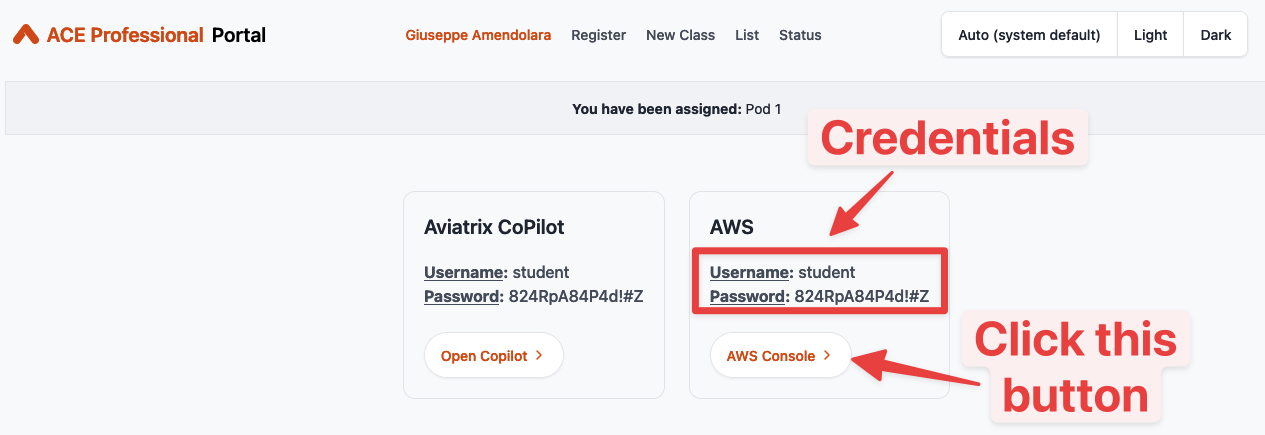 ACE Professional Portal
Giuseppe Amendolara Register New Class List Status
Auto (system default) Light Dark
You have been assigned: Pod 1
Credentials
Aviatrix CoPilot
Username: student
Password: 824RpA84P4d!#Z
Open Copilot >
AWS
Username: student
Password: 824RpA84P4d!#Z
AWS Console >
Click this
button